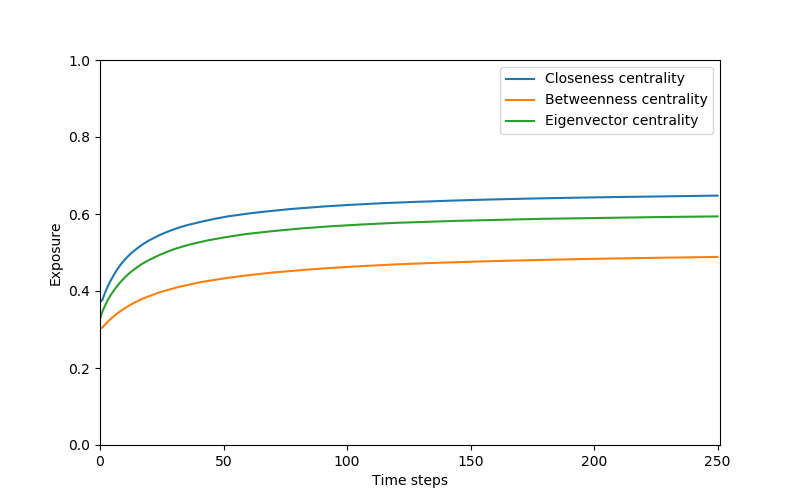 Closeness centrality
Betweenness centrality
Eigenvector centrality
1.0
0.8
0.6
0.4
0.2
0.0
Exposure
0 50 100 150 200 250
Time steps